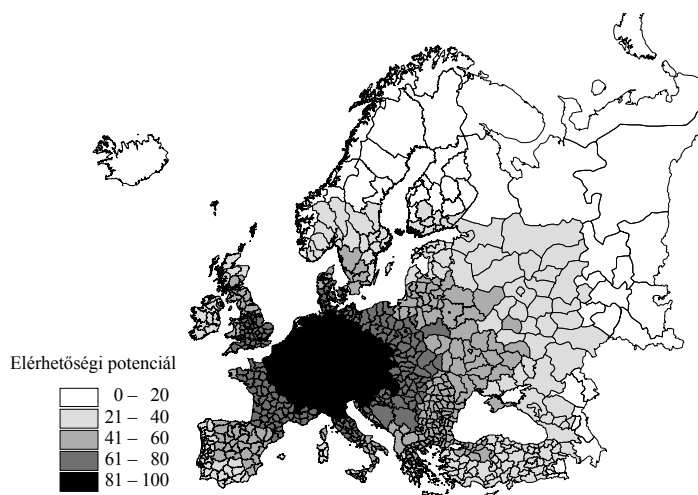 Elérhetőségi potenciál
0 – 20
21 – 40
41 – 60
61 – 80
81 – 100